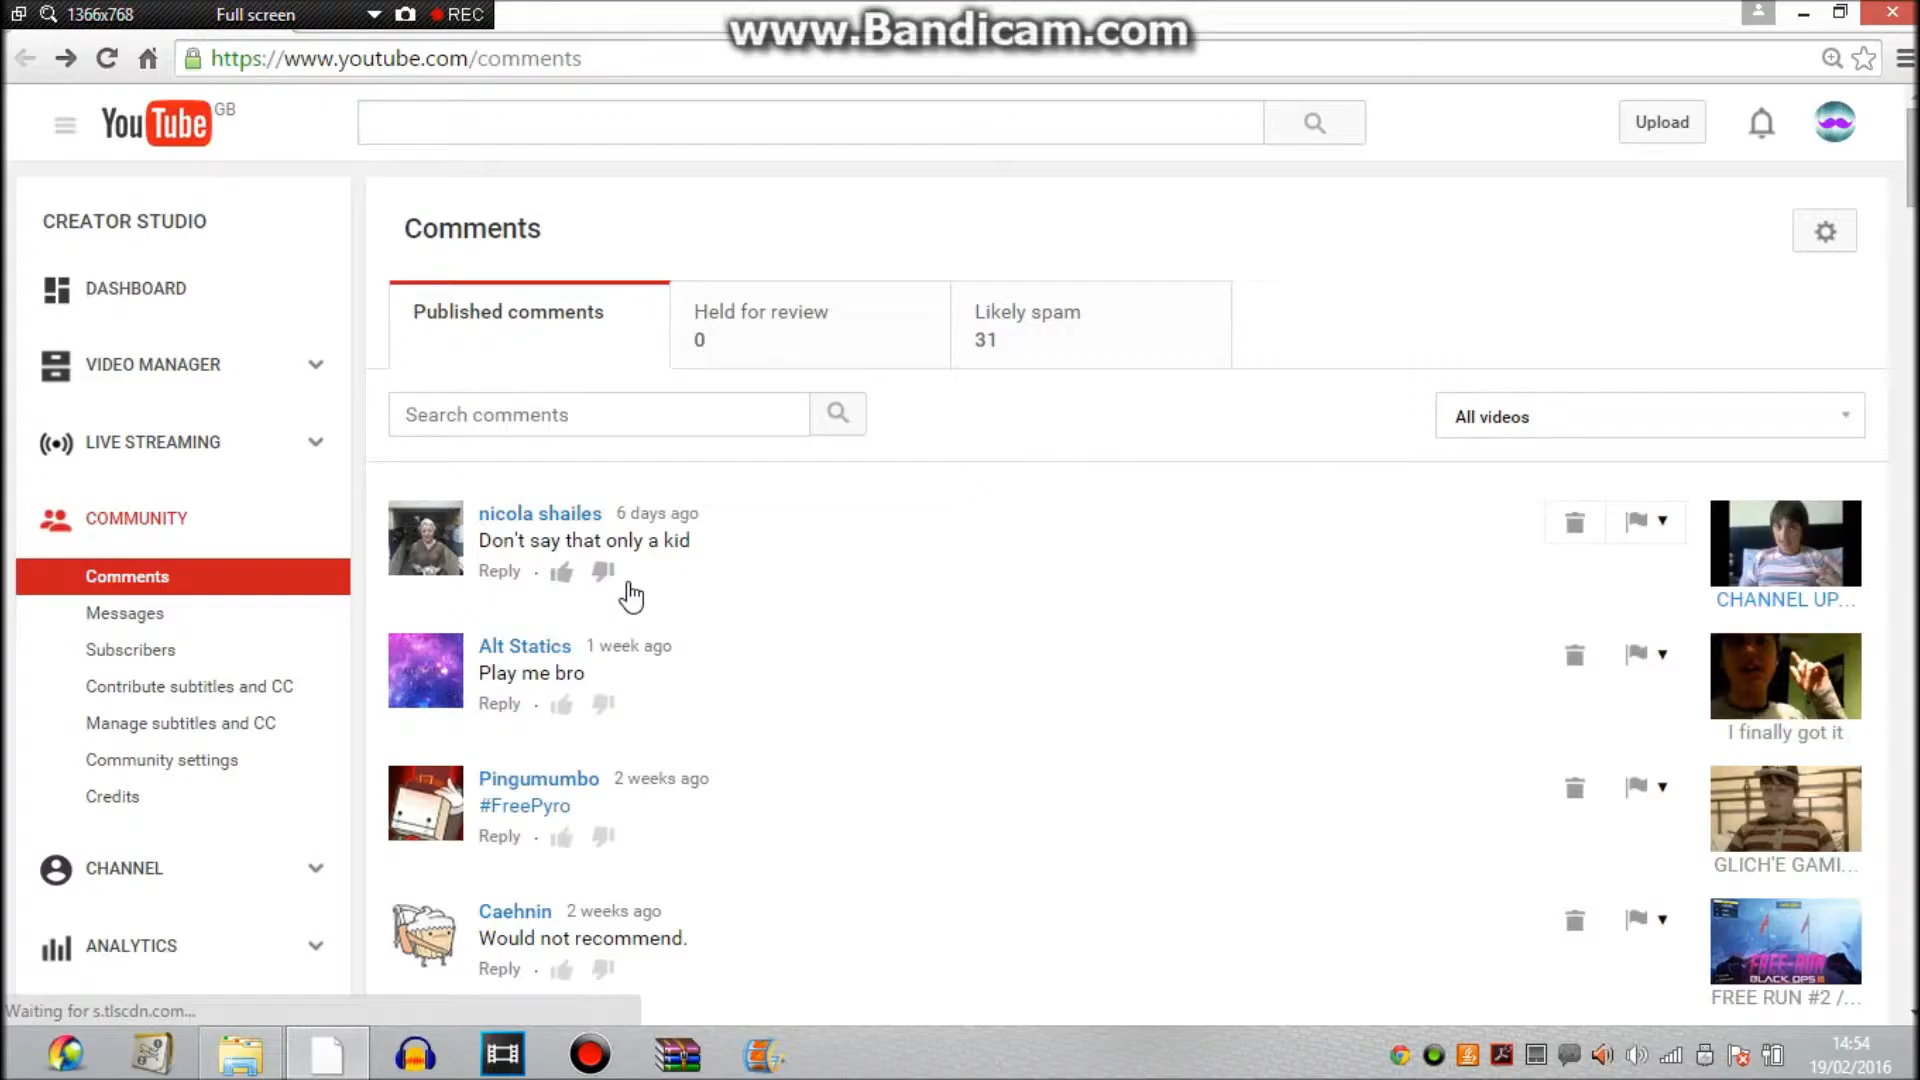 1366x768 Full screen REC
www.Bandicam.com
https://www.youtube.com/comments
YouTube GB
Upload
CREATOR STUDIO
DASHBOARD
VIDEO MANAGER
LIVE STREAMING
COMMUNITY
Comments
Messages
Subscribers
Contribute subtitles and CC
Manage subtitles and CC
Community settings
Credits
CHANNEL
ANALYTICS
Comments
Published comments
Held for review
0
Likely spam
31
Search comments
All videos
nicola shailes 6 days ago
Don't say that only a kid
Reply
CHANNEL UP...
Alt Statics 1 week ago
Play me bro
Reply
I finally got it
Pingumumbo 2 weeks ago
#FreePyro
Reply
GLICH'E GAMI...
Caehnin 2 weeks ago
Would not recommend.
Reply
FREE-RUN
BLACK OPS III
FREE RUN #2 /...
Waiting for s.tlscdn.com...
14:54
19/02/2016